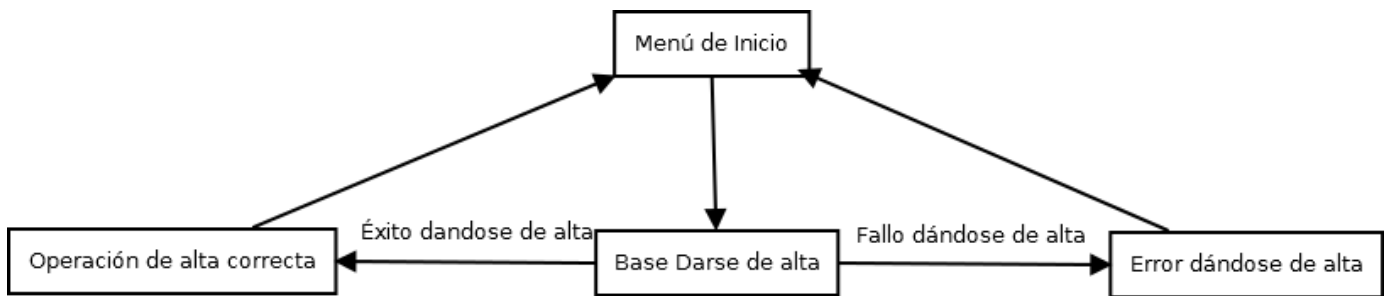 Menú de Inicio
Éxito dandose de alta
Fallo dándose de alta
Operación de alta correcta
Base Darse de alta
Error dándose de alta